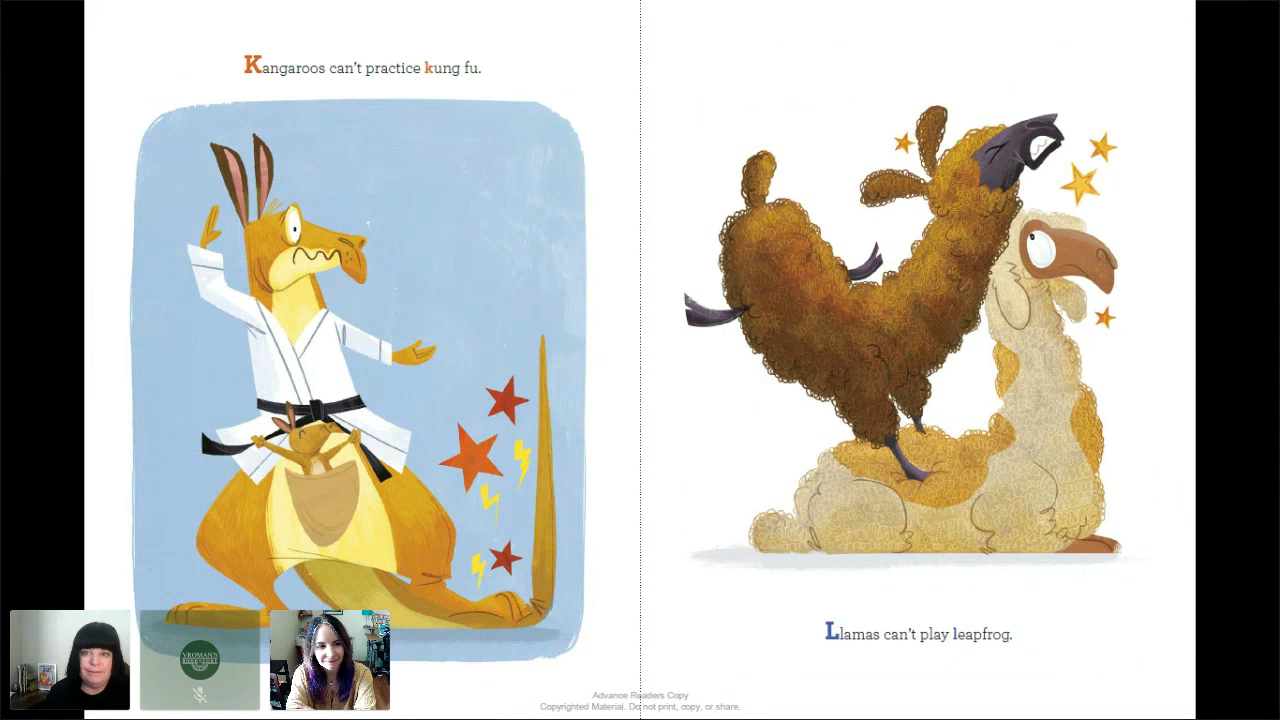 Kangaroos can't practice kung fu.
Llamas can't play leapfrog.
VROMAN'S
Advance Readers Copy
Copyrighted Material. Do not print, copy, or share.